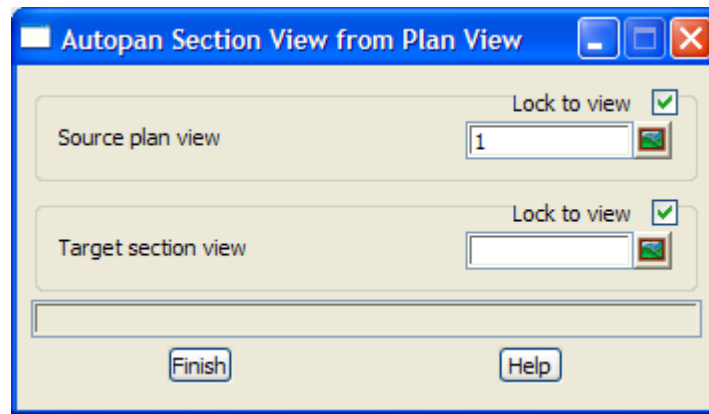 Autopan Section View from Plan View
Lock to view
Source plan view 1
Lock to view
Target section view
Finish Help